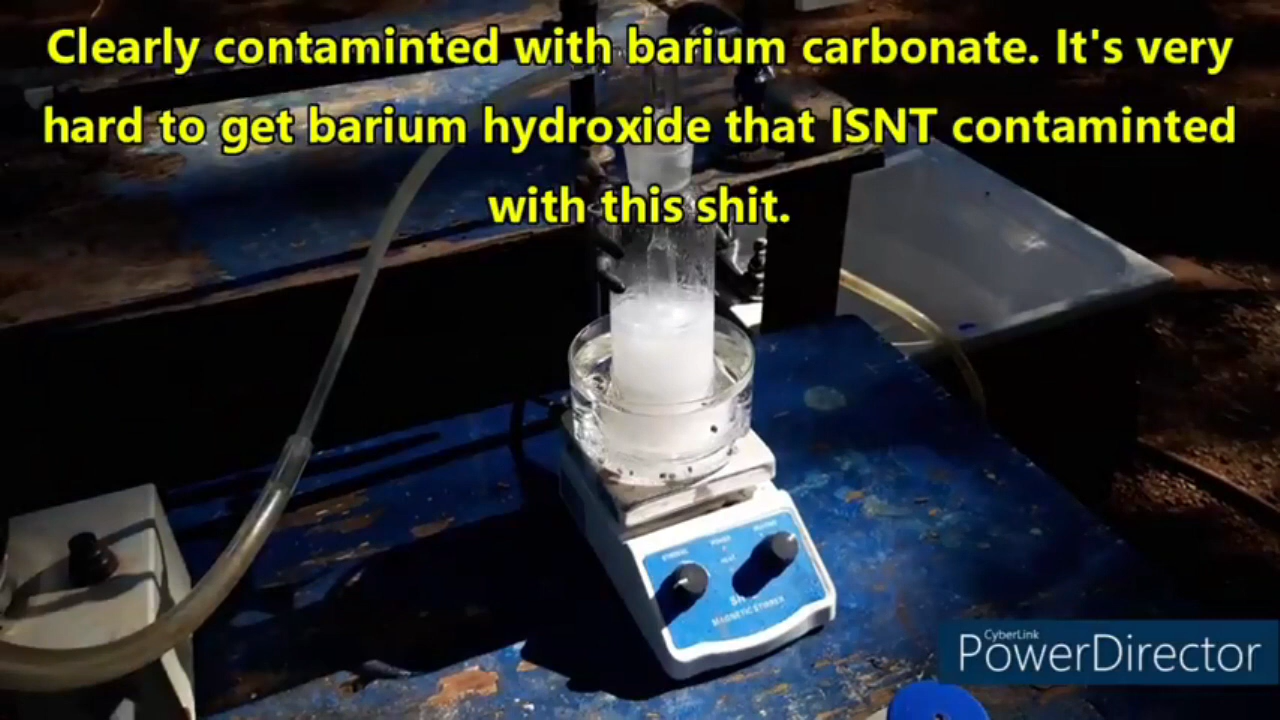 Clearly contaminted with barium carbonate. It's very
hard to get barium hydroxide that ISNT contaminted
with this shit.
MAGNETIC STIRRER
CyberLink
PowerDirector